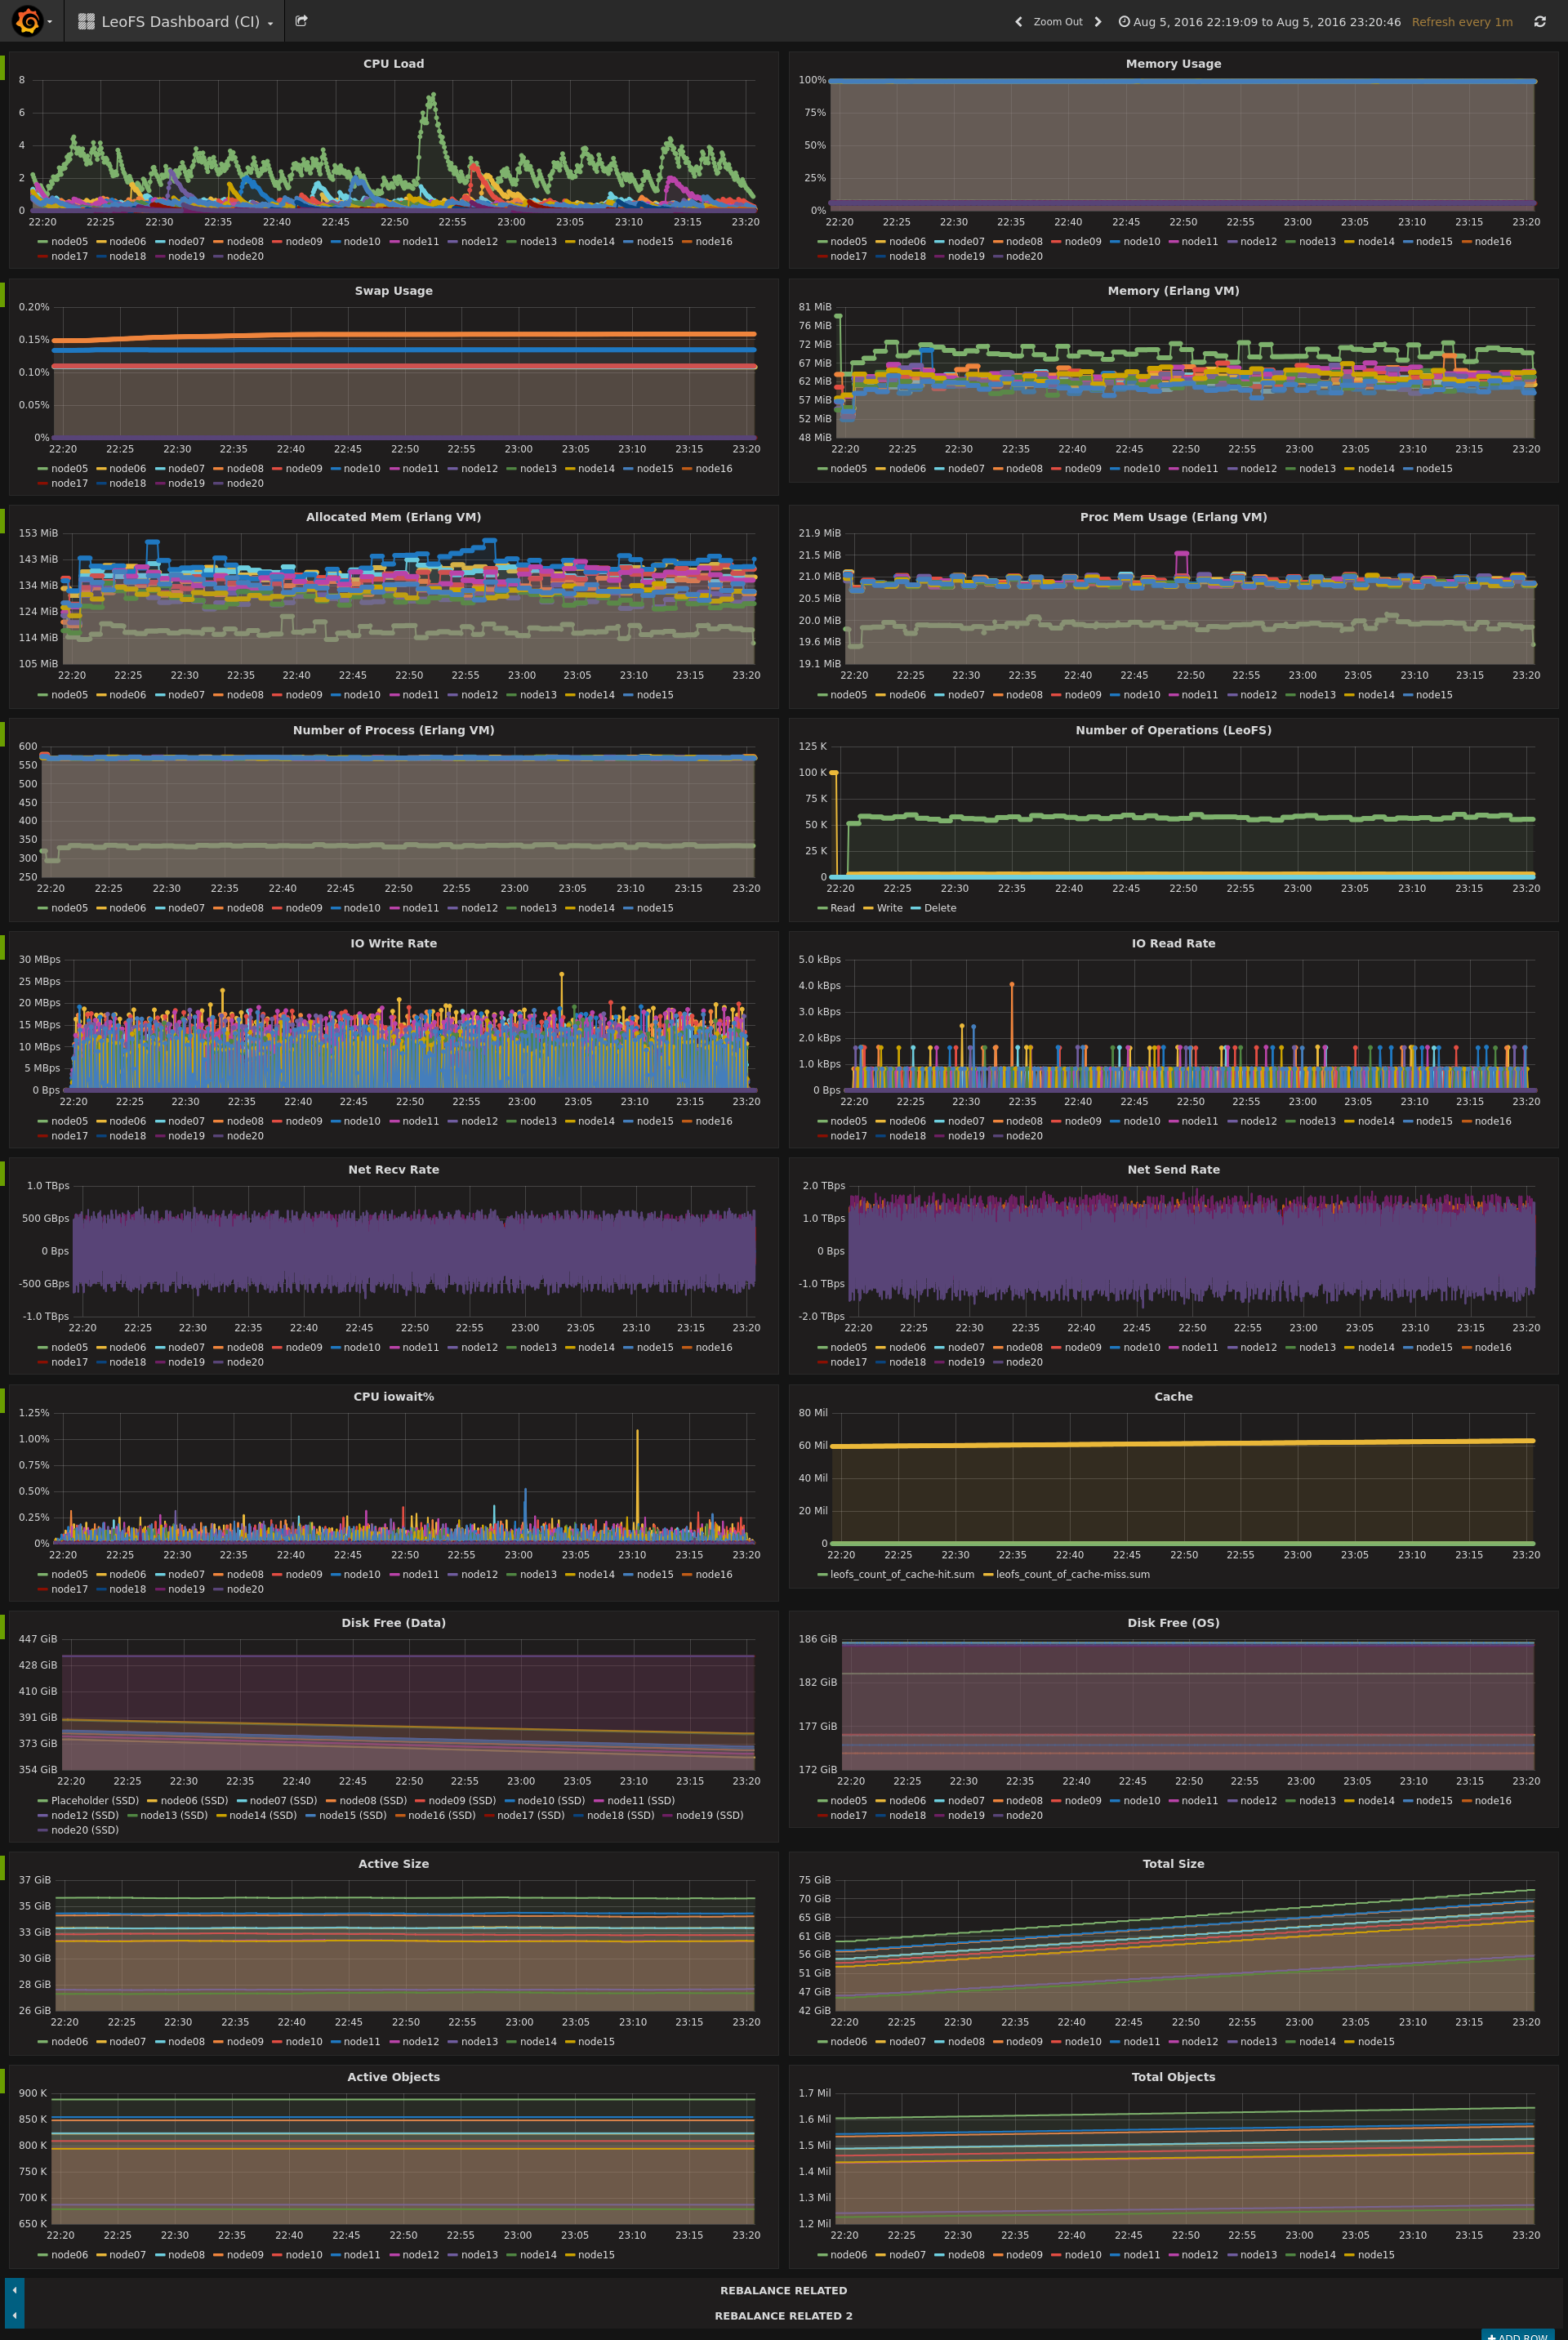 LeoFS Dashboard (CI)
Zoom Out
Aug 5, 2016 22:19:09 to Aug 5, 2016 23:20:46
Refresh every 1m
CPU Load
8
6
4
2
0
22:20 22:25 22:30 22:35 22:40 22:45 22:50 22:55 23:00 23:05 23:10 23:15 23:20
node05 node06 node07 node08 node09 node10 node11 node12 node13 node14 node15 node16
node17 node18 node19 node20
Memory Usage
100%
75%
50%
25%
0%
22:20 22:25 22:30 22:35 22:40 22:45 22:50 22:55 23:00 23:05 23:10 23:15 23:20
node05 node06 node07 node08 node09 node10 node11 node12 node13 node14 node15 node16
node17 node18 node19 node20
Swap Usage
0.20%
0.15%
0.10%
0.05%
0%
22:20 22:25 22:30 22:35 22:40 22:45 22:50 22:55 23:00 23:05 23:10 23:15 23:20
node05 node06 node07 node08 node09 node10 node11 node12 node13 node14 node15 node16
node17 node18 node19 node20
Memory (Erlang VM)
81 MiB
76 MiB
72 MiB
67 MiB
62 MiB
57 MiB
52 MiB
48 MiB
22:20 22:25 22:30 22:35 22:40 22:45 22:50 22:55 23:00 23:05 23:10 23:15 23:20
node05 node06 node07 node08 node09 node10 node11 node12 node13 node14 node15
Allocated Mem (Erlang VM)
153 MiB
143 MiB
134 MiB
124 MiB
114 MiB
105 MiB
22:20 22:25 22:30 22:35 22:40 22:45 22:50 22:55 23:00 23:05 23:10 23:15 23:20
node05 node06 node07 node08 node09 node10 node11 node12 node13 node14 node15
Proc Mem Usage (Erlang VM)
21.9 MiB
21.5 MiB
21.0 MiB
20.5 MiB
20.0 MiB
19.6 MiB
19.1 MiB
22:20 22:25 22:30 22:35 22:40 22:45 22:50 22:55 23:00 23:05 23:10 23:15 23:20
node05 node06 node07 node08 node09 node10 node11 node12 node13 node14 node15
Number of Process (Erlang VM)
600
550
500
450
400
350
300
250
22:20 22:25 22:30 22:35 22:40 22:45 22:50 22:55 23:00 23:05 23:10 23:15 23:20
node05 node06 node07 node08 node09 node10 node11 node12 node13 node14 node15
Number of Operations (LeoFS)
125 K
100 K
75 K
50 K
25 K
0
22:20 22:25 22:30 22:35 22:40 22:45 22:50 22:55 23:00 23:05 23:10 23:15 23:20
Read Write Delete
IO Write Rate
30 MBps
25 MBps
20 MBps
15 MBps
10 MBps
5 MBps
0 Bps
22:20 22:25 22:30 22:35 22:40 22:45 22:50 22:55 23:00 23:05 23:10 23:15 23:20
node05 node06 node07 node08 node09 node10 node11 node12 node13 node14 node15 node16
node17 node18 node19 node20
IO Read Rate
5.0 kBps
4.0 kBps
3.0 kBps
2.0 kBps
1.0 kBps
0 Bps
22:20 22:25 22:30 22:35 22:40 22:45 22:50 22:55 23:00 23:05 23:10 23:15 23:20
node05 node06 node07 node08 node09 node10 node11 node12 node13 node14 node15 node16
node17 node18 node19 node20
Net Recv Rate
1.0 TBps
500 GBps
0 Bps
-500 GBps
-1.0 TBps
22:20 22:25 22:30 22:35 22:40 22:45 22:50 22:55 23:00 23:05 23:10 23:15 23:20
node05 node06 node07 node08 node09 node10 node11 node12 node13 node14 node15 node16
node17 node18 node19 node20
Net Send Rate
2.0 TBps
1.0 TBps
0 Bps
-1.0 TBps
-2.0 TBps
22:20 22:25 22:30 22:35 22:40 22:45 22:50 22:55 23:00 23:05 23:10 23:15 23:20
node05 node06 node07 node08 node09 node10 node11 node12 node13 node14 node15 node16
node17 node18 node19 node20
CPU iowait%
1.25%
1.00%
0.75%
0.50%
0.25%
0%
22:20 22:25 22:30 22:35 22:40 22:45 22:50 22:55 23:00 23:05 23:10 23:15 23:20
node05 node06 node07 node08 node09 node10 node11 node12 node13 node14 node15 node16
node17 node18 node19 node20
Cache
80 Mil
60 Mil
40 Mil
20 Mil
0
22:20 22:25 22:30 22:35 22:40 22:45 22:50 22:55 23:00 23:05 23:10 23:15 23:20
leofs_count_of_cache-hit.sum leofs_count_of_cache-miss.sum
Disk Free (Data)
447 GiB
428 GiB
410 GiB
391 GiB
373 GiB
354 GiB
22:20 22:25 22:30 22:35 22:40 22:45 22:50 22:55 23:00 23:05 23:10 23:15 23:20
Placeholder (SSD) node06 (SSD) node07 (SSD) node08 (SSD) node09 (SSD) node10 (SSD) node11 (SSD)
node12 (SSD) node13 (SSD) node14 (SSD) node15 (SSD) node16 (SSD) node17 (SSD) node18 (SSD) node19 (SSD)
node20 (SSD)
Disk Free (OS)
186 GiB
182 GiB
177 GiB
172 GiB
22:20 22:25 22:30 22:35 22:40 22:45 22:50 22:55 23:00 23:05 23:10 23:15 23:20
node05 node06 node07 node08 node09 node10 node11 node12 node13 node14 node15 node16
node17 node18 node19 node20
Active Size
37 GiB
35 GiB
33 GiB
30 GiB
28 GiB
26 GiB
22:20 22:25 22:30 22:35 22:40 22:45 22:50 22:55 23:00 23:05 23:10 23:15 23:20
node06 node07 node08 node09 node10 node11 node12 node13 node14 node15
Total Size
75 GiB
70 GiB
65 GiB
61 GiB
56 GiB
51 GiB
47 GiB
42 GiB
22:20 22:25 22:30 22:35 22:40 22:45 22:50 22:55 23:00 23:05 23:10 23:15 23:20
node06 node07 node08 node09 node10 node11 node12 node13 node14 node15
Active Objects
900 K
850 K
800 K
750 K
700 K
650 K
22:20 22:25 22:30 22:35 22:40 22:45 22:50 22:55 23:00 23:05 23:10 23:15 23:20
node06 node07 node08 node09 node10 node11 node12 node13 node14 node15
Total Objects
1.7 Mil
1.6 Mil
1.5 Mil
1.4 Mil
1.3 Mil
1.2 Mil
22:20 22:25 22:30 22:35 22:40 22:45 22:50 22:55 23:00 23:05 23:10 23:15 23:20
node06 node07 node08 node09 node10 node11 node12 node13 node14 node15
REBALANCE RELATED
REBALANCE RELATED 2
ADD ROW